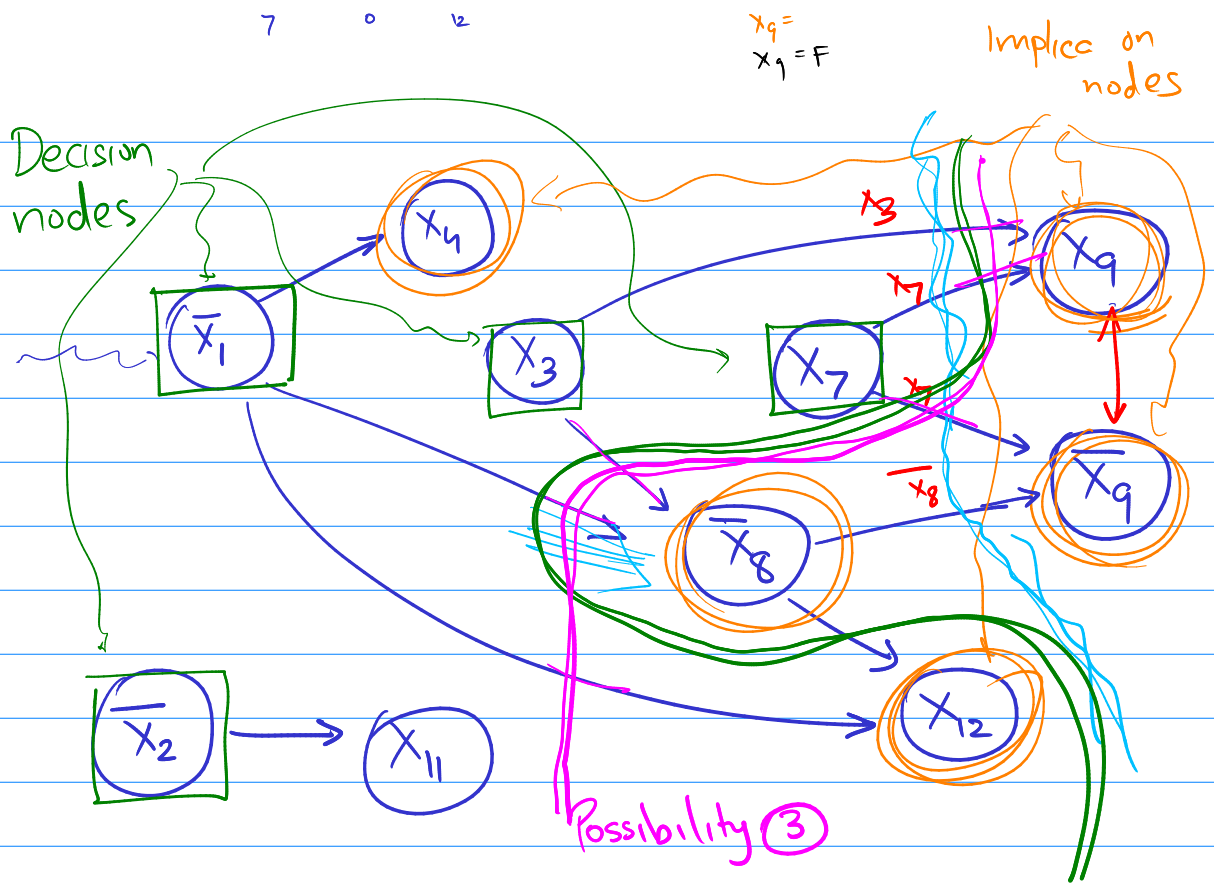 7 0 12
x9=
x9 = F
Implica on
nodes
Decision
nodes
x4
x3
x9
x7
x̅1
x3
x7
x7
x̅9
x̅8
x̅8
x12
x̅2
x11
Possibility 3